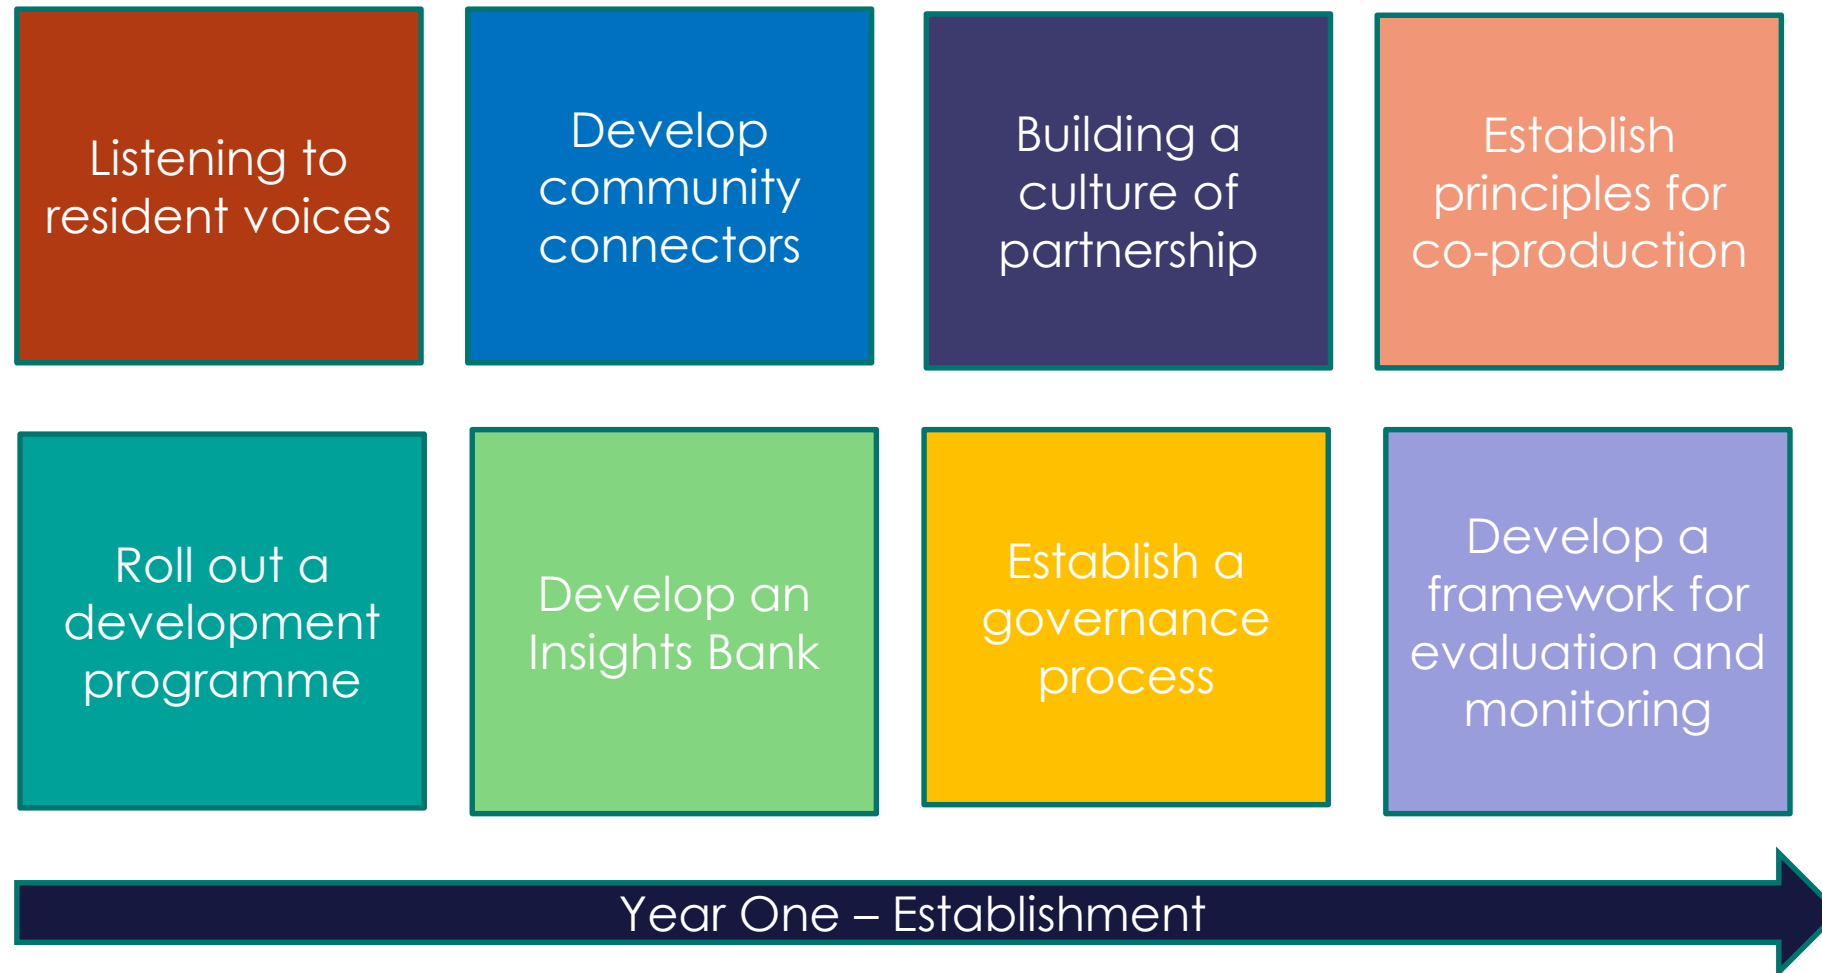 Listening to
resident voices
Develop
community
connectors
Building a
culture of
partnership
Establish
principles for
co-production
Roll out a
development
programme
Develop an
Insights Bank
Establish a
governance
process
Develop a
framework for
evaluation and
monitoring
Year One – Establishment